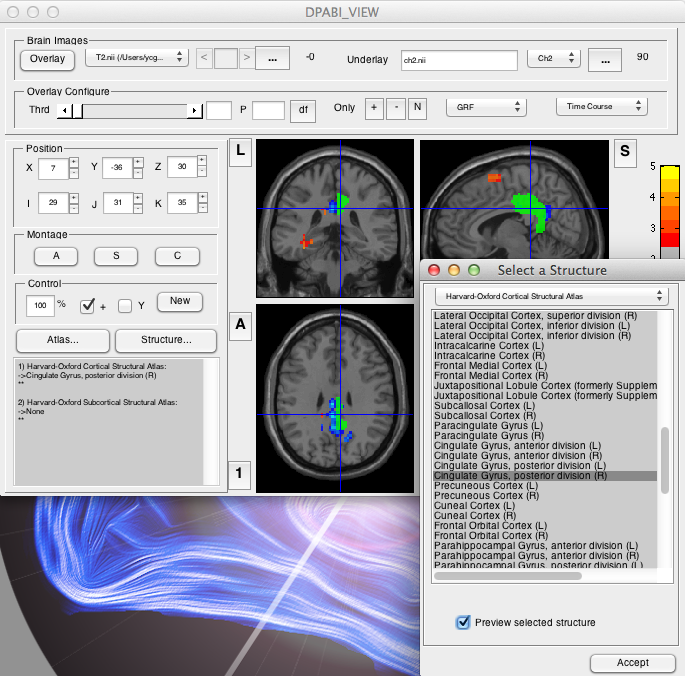 DPABI_VIEW
Brain Images
Overlay T2.nii (/Users/ycg... < > ... -0 Underlay ch2.nii Ch2 ... 90
Overlay Configure
Thrd P df Only + - N GRF Time Course
Position
X 7 Y -36 Z 30
I 29 J 31 K 35
Montage
A S C
Control
100 % + Y New
Atlas... Structure...
1) Harvard-Oxford Cortical Structural Atlas:
->Cingulate Gyrus, posterior division (R)
**
2) Harvard-Oxford Subcortical Structural Atlas:
->None
**
L
S
A
1
5
4
3
2
Select a Structure
Harvard-Oxford Cortical Structural Atlas
Lateral Occipital Cortex, superior division (R)
Lateral Occipital Cortex, inferior division (L)
Lateral Occipital Cortex, inferior division (R)
Intracalcarine Cortex (L)
Intracalcarine Cortex (R)
Frontal Medial Cortex (L)
Frontal Medial Cortex (R)
Juxtapositional Lobule Cortex (formerly Supplem
Juxtapositional Lobule Cortex (formerly Supplem
Subcallosal Cortex (L)
Subcallosal Cortex (R)
Paracingulate Gyrus (L)
Paracingulate Gyrus (R)
Cingulate Gyrus, anterior division (L)
Cingulate Gyrus, anterior division (R)
Cingulate Gyrus, posterior division (L)
Cingulate Gyrus, posterior division (R)
Precuneous Cortex (L)
Precuneous Cortex (R)
Cuneal Cortex (L)
Cuneal Cortex (R)
Frontal Orbital Cortex (L)
Frontal Orbital Cortex (R)
Parahippocampal Gyrus, anterior division (L)
Parahippocampal Gyrus, anterior division (R)
Parahippocampal Gyrus, posterior division (L)
Preview selected structure
Accept